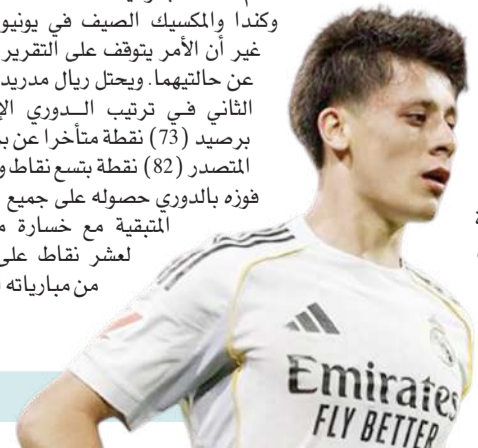 وكندا والمكسيك الصيف في يونيو
غير أن الأمر يتوقف على التقرير
عن حالتيهما. ويحتل ريال مدريد
الثاني في ترتيب الــدوري الإ
برصيد (73) نقطة متأخرا عن بر
المتصدر (82) نقطة بتسع نقاط و
فوزه بالدوري حصوله على جميع
المتبقية مع خسارة م
لعشر نقاط على
من مبارياته
Emirates
FLY BETTER